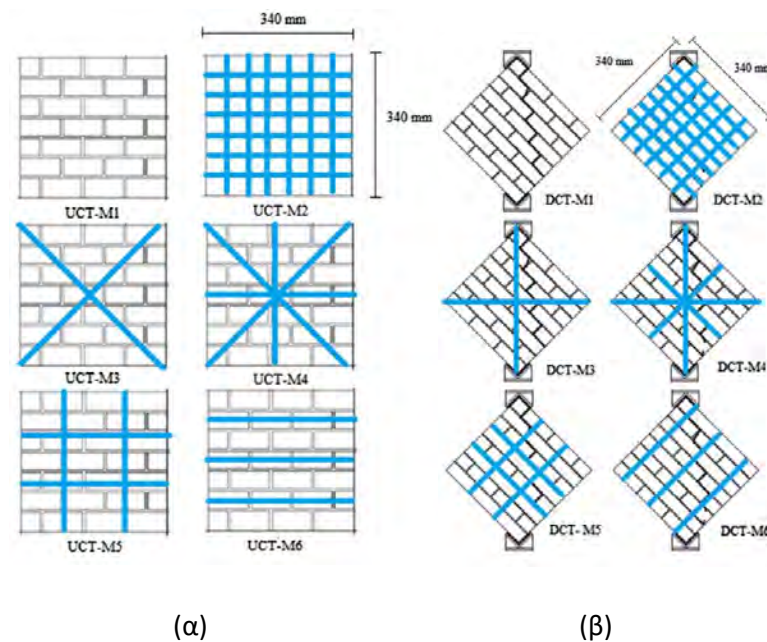 340 mm
340 mm
UCT-M1
UCT-M2
UCT-M3
UCT-M4
UCT-M5
UCT-M6
(α)
340 mm
340 mm
DCT-M1
DCT-M2
DCT-M3
DCT-M4
DCT- M5
DCT-M6
(β)